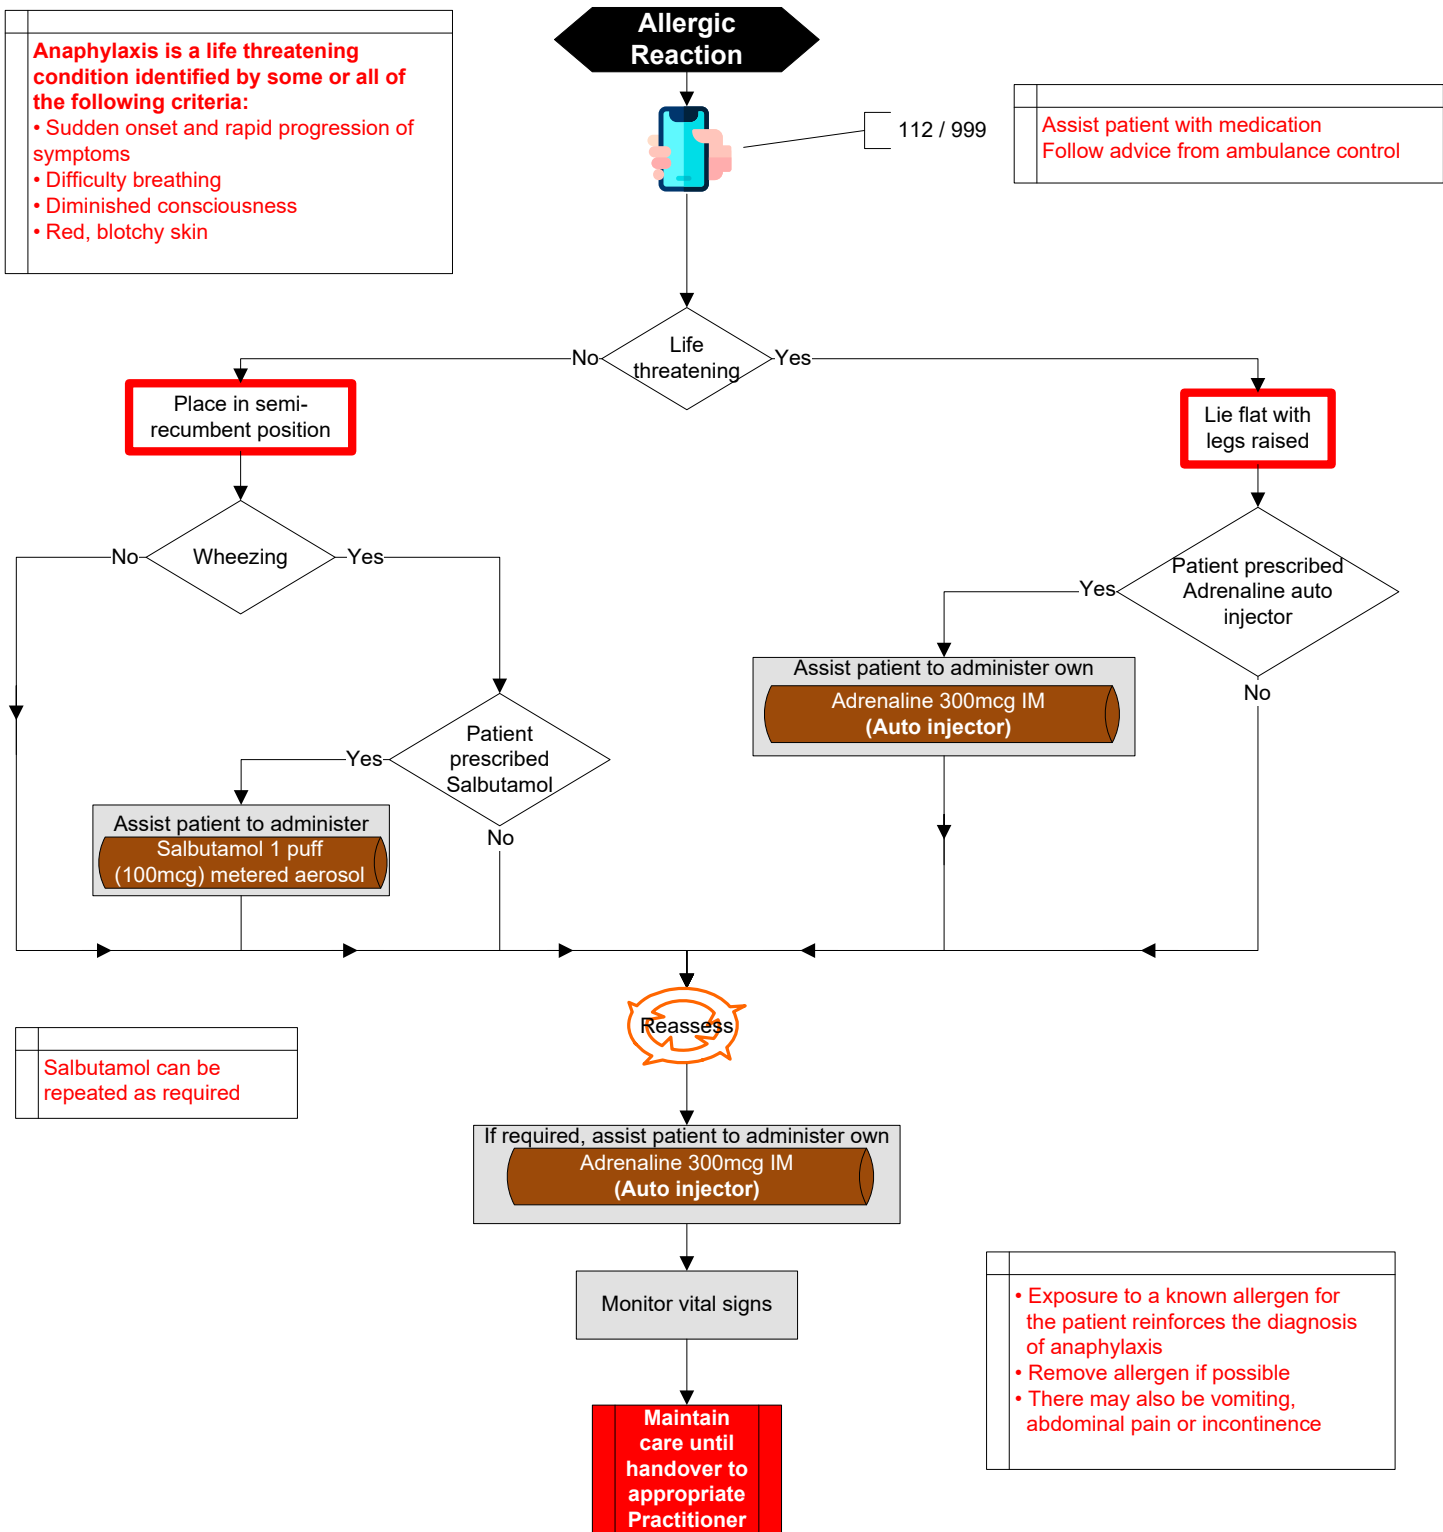 Allergic
Reaction
Anaphylaxis is a life threatening
condition identified by some or all of
the following criteria:
• Sudden onset and rapid progression of
symptoms
• Difficulty breathing
• Diminished consciousness
• Red, blotchy skin
112 / 999
Assist patient with medication
Follow advice from ambulance control
Life
threatening
No
Yes
Place in semi-
recumbent position
Lie flat with
legs raised
Wheezing
No
Yes
Patient prescribed
Adrenaline auto
injector
Yes
No
Assist patient to administer own
Adrenaline 300mcg IM
(Auto injector)
Patient
prescribed
Salbutamol
Yes
No
Assist patient to administer
Salbutamol 1 puff
(100mcg) metered aerosol
Reassess
Salbutamol can be
repeated as required
If required, assist patient to administer own
Adrenaline 300mcg IM
(Auto injector)
Monitor vital signs
• Exposure to a known allergen for
the patient reinforces the diagnosis
of anaphylaxis
• Remove allergen if possible
• There may also be vomiting,
abdominal pain or incontinence
Maintain
care until
handover to
appropriate
Practitioner